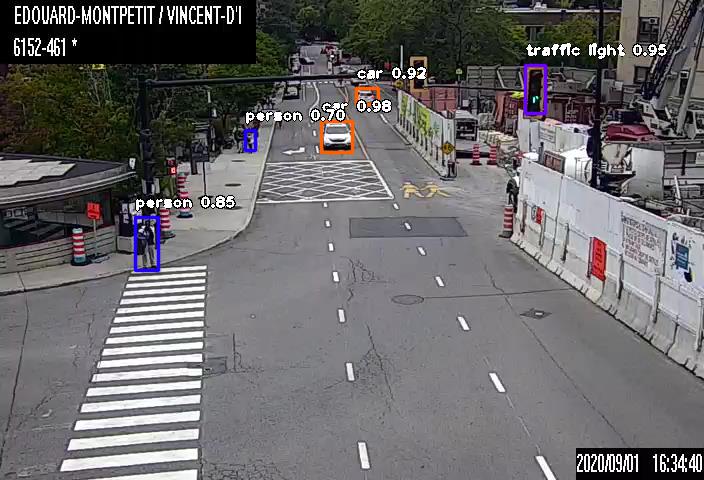 EDOUARD-MONTPETIT / VINCENT-D'I
6152-461 *
traffic light 0.95
car 0.92
car 0.98
person 0.70
person 0.85
2020/09/01 16:34:40